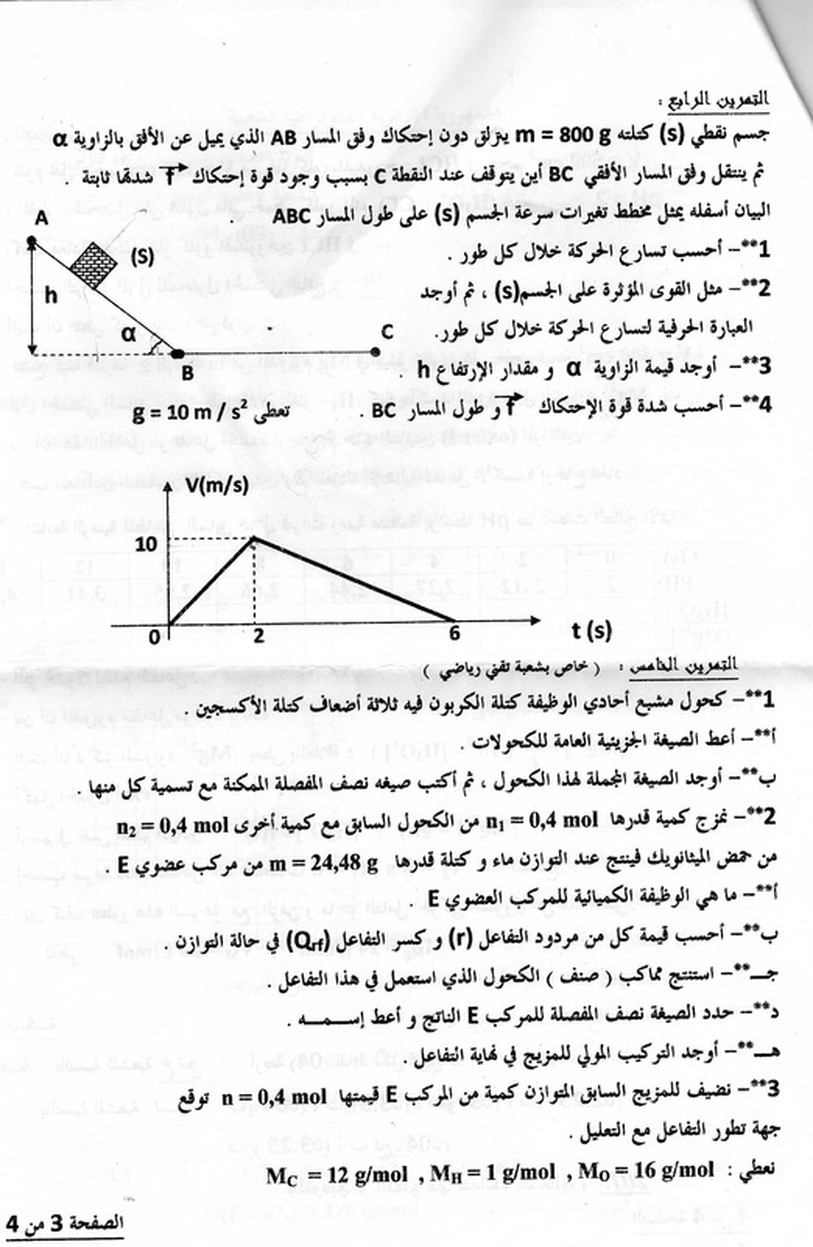 التمرين الرابع :
جسم نقطي (s) كتلته m = 800 g ينزلق دون إحتكاك وفق المسار AB الذي يميل عن الأفق بالزاوية α
ثم ينتقل وفق المسار الأفقي BC أين يتوقف عند النقطة C بسبب وجود قوة إحتكاك f شدتها ثابتة .
البيان أسفله يمثل مخطط تغيرات سرعة الجسم (s) على طول المسار ABC
1**– أحسب تسارع الحركة خلال كل طور .
2**– مثل القوى المؤثرة على الجسم(s) ، ثم أوجد
العبارة الحرفية لتسارع الحركة خلال كل طور.
3**– أوجد قيمة الزاوية α و مقدار الإرتفاع h .
4**– أحسب شدة قوة الإحتكاك f و طول المسار BC . تعطى g = 10 m / s²
A
(S)
h
α
B
C
V(m/s)
10
0
2
6
t (s)
التمرين الخامس : ( خاص بشعبة تقني رياضي )
1**– كحول مشبع أحادي الوظيفة كتلة الكربون فيه ثلاثة أضعاف كتلة الأكسجين .
أ**– أعط الصيغة الجزيئية العامة للكحولات .
ب**– أوجد الصيغة المجملة لهذا الكحول ، ثم أكتب صيغه نصف المفصلة الممكنة مع تسمية كل منها .
2**– نمزج كمية قدرها n₁ = 0,4 mol من الكحول السابق مع كمية أخرى n₂ = 0,4 mol
من حمض الميثانويك فينتج عند التوازن ماء و كتلة قدرها m = 24,48 g من مركب عضوي E .
أ**– ما هي الوظيفة الكميائية للمركب العضوي E .
ب**– أحسب قيمة كل من مردود التفاعل (r) و كسر التفاعل (Qrf) في حالة التوازن .
جـ**– استنتج مماكب ( صنف ) الكحول الذي استعمل في هذا التفاعل .
د**– حدد الصيغة نصف المفصلة للمركب E الناتج و أعط إسمـــه .
هـ**– أوجد التركيب المولي للمزيج في نهاية التفاعل .
3**– نضيف للمزيج السابق المتوازن كمية من المركب E قيمتها n = 0,4 mol توقع
جهة تطور التفاعل مع التعليل .
نعطي : M_C = 12 g/mol , M_H = 1 g/mol , M_O = 16 g/mol
الصفحة 3 من 4